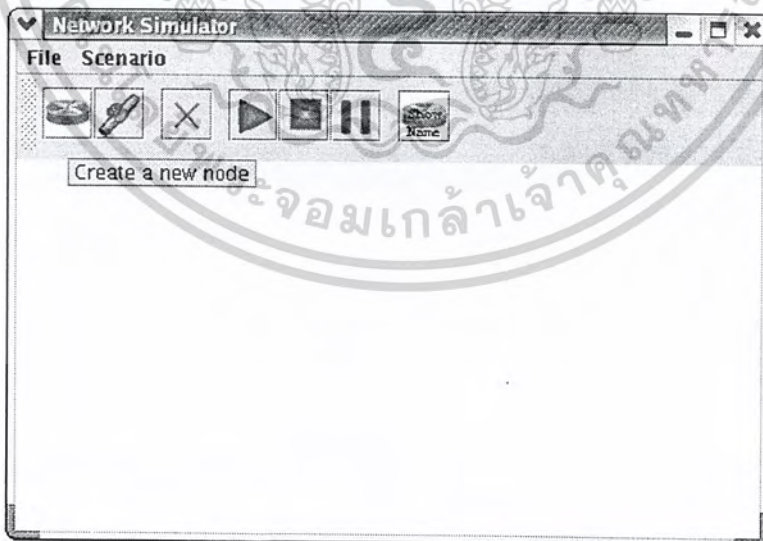 Network Simulator
File Scenario
Show
Name
Create a new node
จอมเกล้าเจ้าคุณทหาร